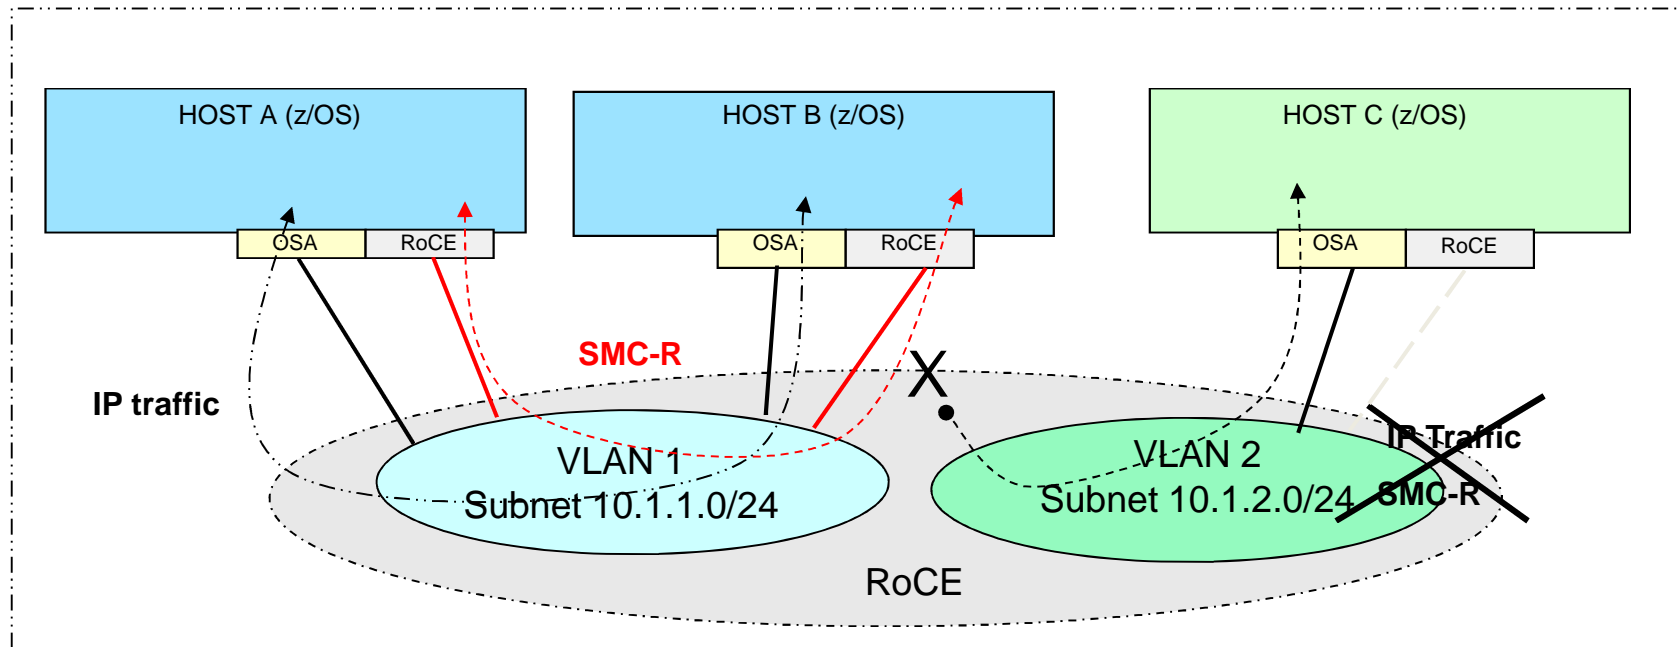 HOST A (z/OS)
HOST B (z/OS)
HOST C (z/OS)
OSA
RoCE
OSA
RoCE
OSA
RoCE
SMC-R
X
IP traffic
IP Traffic
SMC-R
VLAN 1
Subnet 10.1.1.0/24
VLAN 2
Subnet 10.1.2.0/24
RoCE